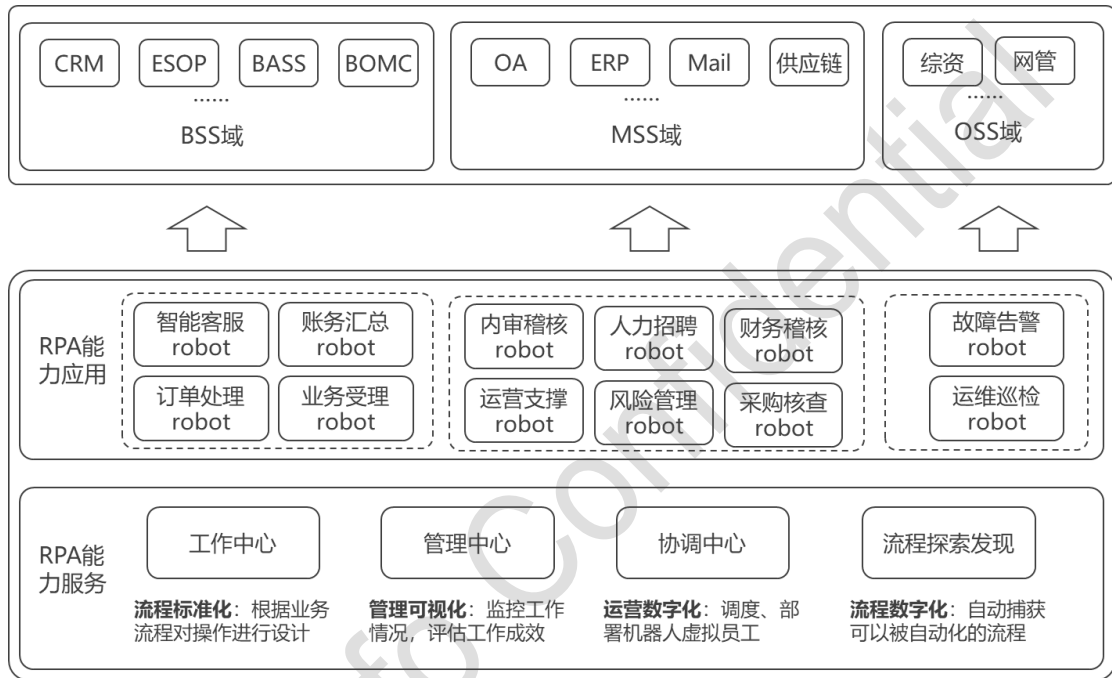 CRM ESOP BASS BOMC
......
BSS域
OA ERP Mail 供应链
......
MSS域
综资 网管
......
OSS域
RPA能
力应用
智能客服
robot
账务汇总
robot
订单处理
robot
业务受理
robot
内审稽核
robot
人力招聘
robot
财务稽核
robot
运营支撑
robot
风险管理
robot
采购核查
robot
故障告警
robot
运维巡检
robot
RPA能
力服务
工作中心
流程标准化：根据业务
流程对操作进行设计
管理中心
管理可视化：监控工作
情况，评估工作成效
协调中心
运营数字化：调度、部
署机器人虚拟员工
流程探索发现
流程数字化：自动捕获
可以被自动化的流程
fo Confidential